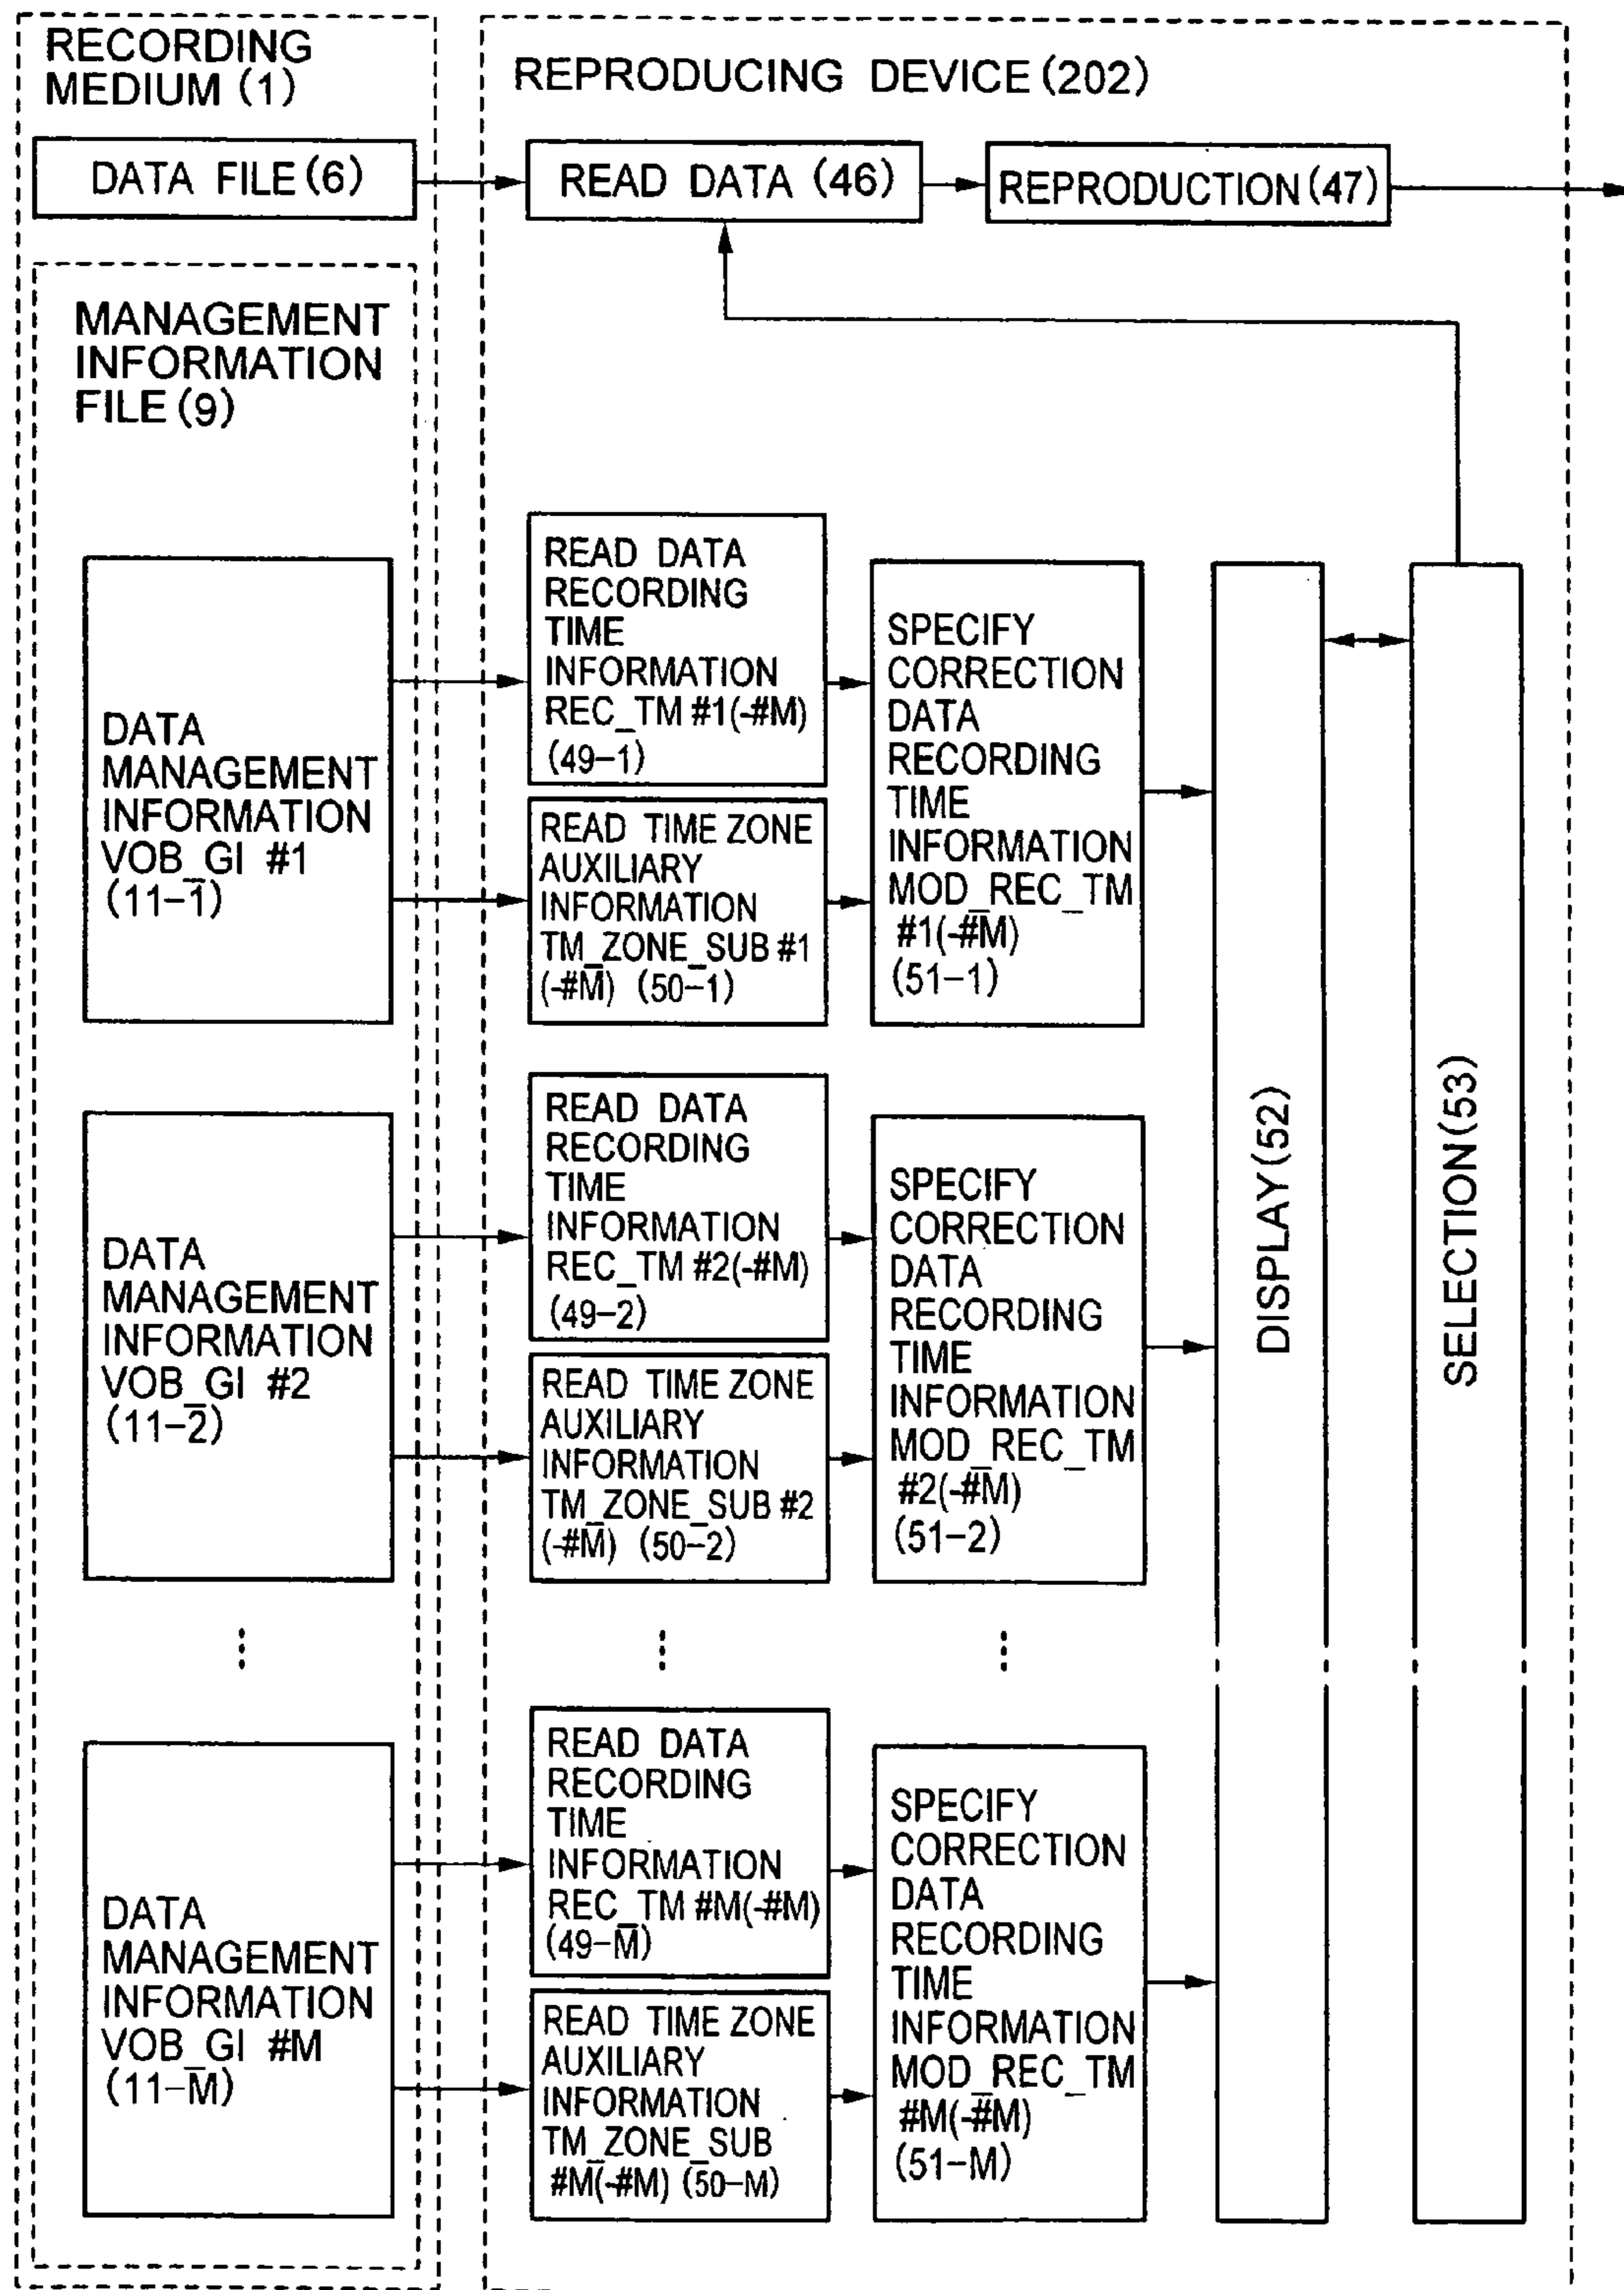 RECORDING
MEDIUM (1)
REPRODUCING DEVICE (202)
DATA FILE (6)
READ DATA (46)
REPRODUCTION (47)
MANAGEMENT
INFORMATION
FILE (9)
DATA
MANAGEMENT
INFORMATION
VOB_GI #1
(11-1)
READ DATA
RECORDING
TIME
INFORMATION
REC_TM #1(-#M)
(49-1)
READ TIME ZONE
AUXILIARY
INFORMATION
TM_ZONE_SUB #1
(-#M) (50-1)
SPECIFY
CORRECTION
DATA
RECORDING
TIME
INFORMATION
MOD_REC_TM
#1(-#M)
(51-1)
DISPLAY(52)
SELECTION(53)
DATA
MANAGEMENT
INFORMATION
VOB_GI #2
(11-2)
READ DATA
RECORDING
TIME
INFORMATION
REC_TM #2(-#M)
(49-2)
READ TIME ZONE
AUXILIARY
INFORMATION
TM_ZONE_SUB #2
(-#M) (50-2)
SPECIFY
CORRECTION
DATA
RECORDING
TIME
INFORMATION
MOD_REC_TM
#2(-#M)
(51-2)
DATA
MANAGEMENT
INFORMATION
VOB_GI #M
(11-M)
READ DATA
RECORDING
TIME
INFORMATION
REC_TM #M(-#M)
(49-M)
READ TIME ZONE
AUXILIARY
INFORMATION
TM_ZONE_SUB
#M(-#M) (50-M)
SPECIFY
CORRECTION
DATA
RECORDING
TIME
INFORMATION
MOD_REC_TM
#M(-#M)
(51-M)